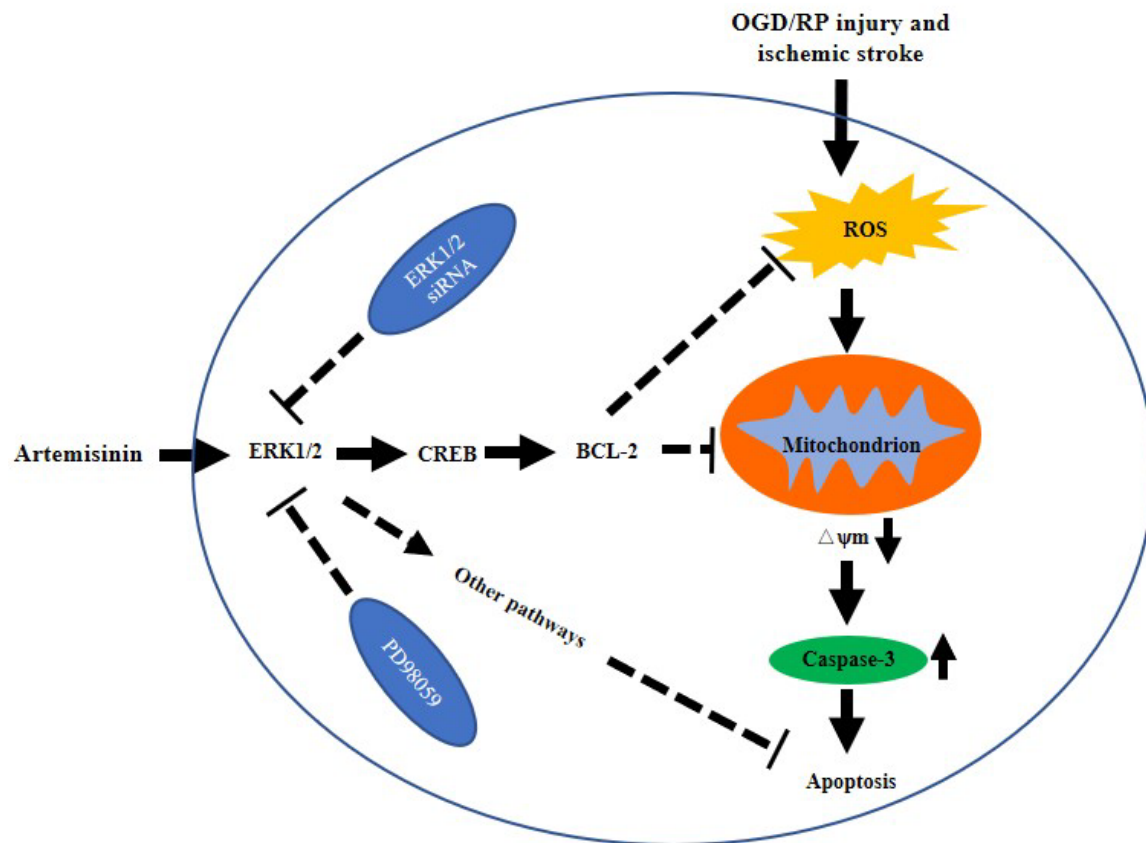 OGD/RP injury and
ischemic stroke
ROS
ERK1/2
siRNA
Artemisinin
ERK1/2
CREB
BCL-2
Mitochondrion
△ψm
Other pathways
PD98059
Caspase-3
Apoptosis